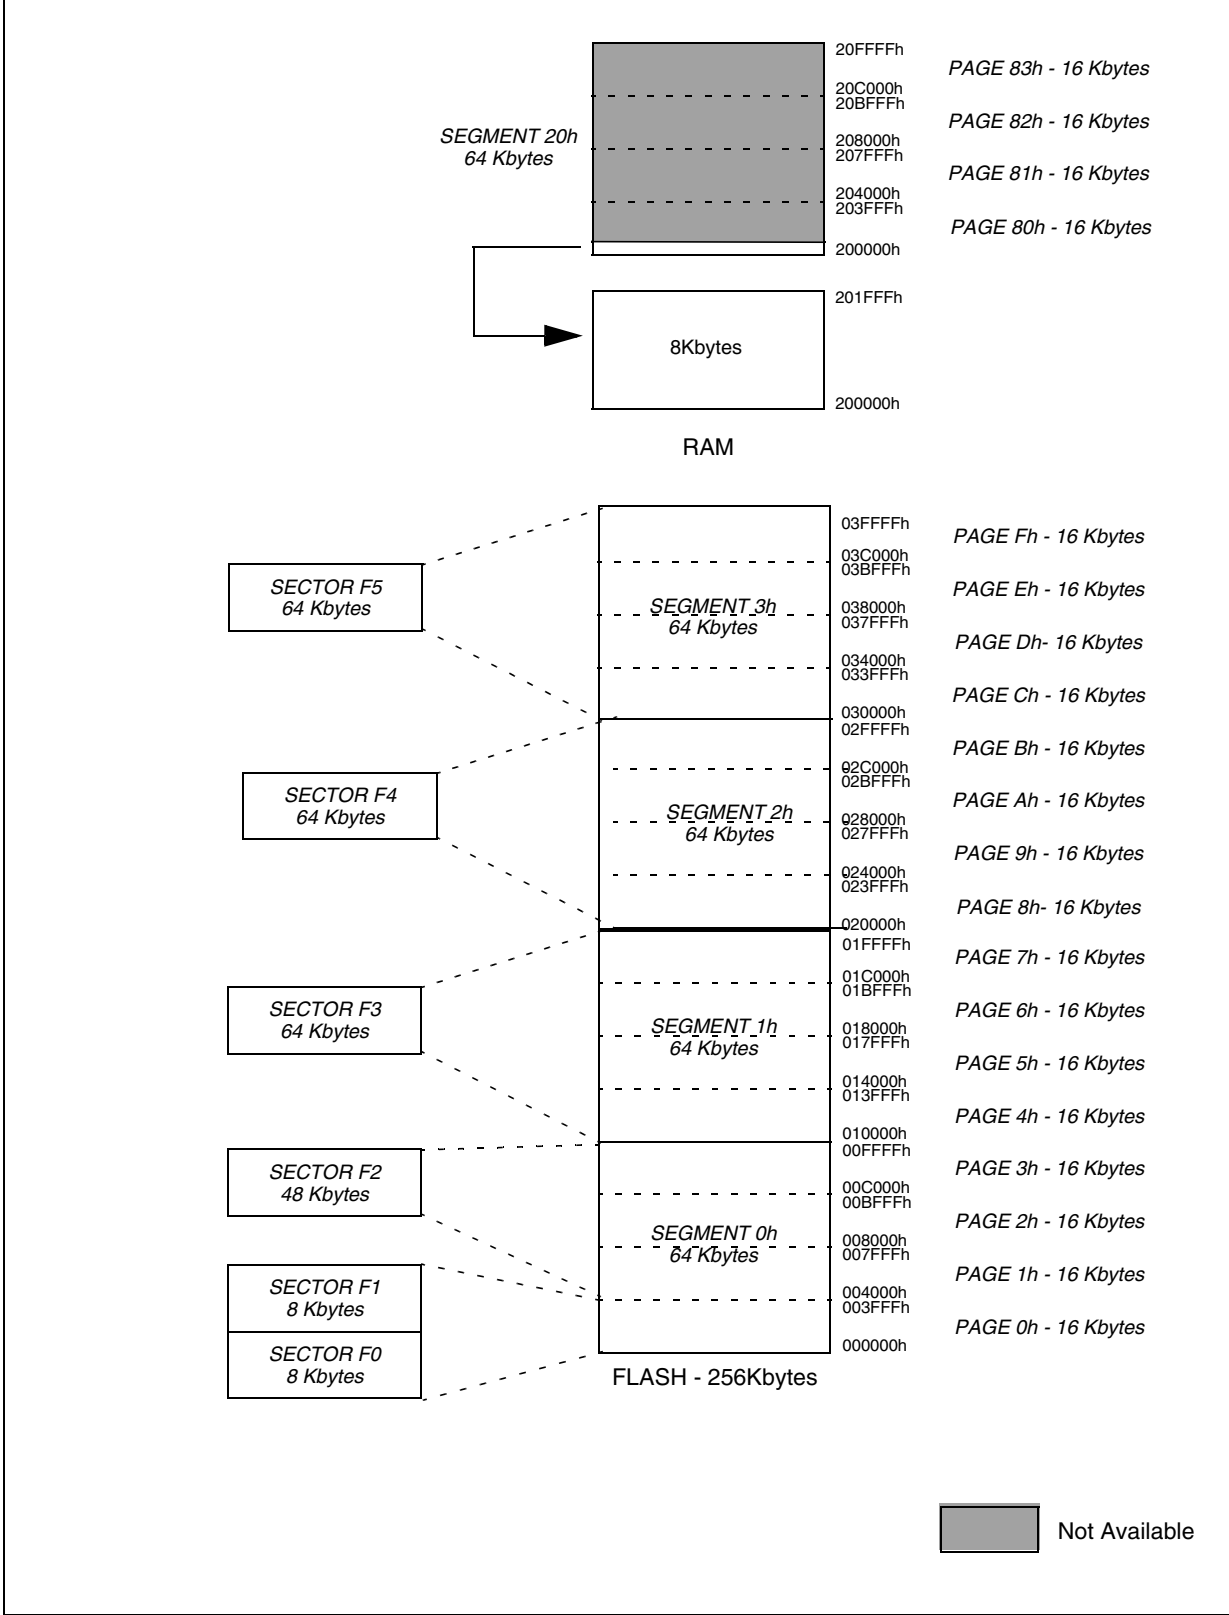 20FFFFh
PAGE 83h - 16 Kbytes
20C000h
20BFFFh
PAGE 82h - 16 Kbytes
SEGMENT 20h
64 Kbytes
208000h
207FFFh
PAGE 81h - 16 Kbytes
204000h
203FFFh
PAGE 80h - 16 Kbytes
200000h
201FFFh
8Kbytes
200000h
RAM
03FFFFh
PAGE Fh - 16 Kbytes
03C000h
03BFFFh
SECTOR F5
64 Kbytes
PAGE Eh - 16 Kbytes
SEGMENT 3h
64 Kbytes
038000h
037FFFh
PAGE Dh- 16 Kbytes
034000h
033FFFh
PAGE Ch - 16 Kbytes
030000h
02FFFFh
PAGE Bh - 16 Kbytes
02C000h
02BFFFh
SECTOR F4
64 Kbytes
PAGE Ah - 16 Kbytes
SEGMENT 2h
64 Kbytes
028000h
027FFFh
PAGE 9h - 16 Kbytes
024000h
023FFFh
PAGE 8h- 16 Kbytes
020000h
01FFFFh
PAGE 7h - 16 Kbytes
01C000h
01BFFFh
SECTOR F3
64 Kbytes
PAGE 6h - 16 Kbytes
SEGMENT 1h
64 Kbytes
018000h
017FFFh
PAGE 5h - 16 Kbytes
014000h
013FFFh
PAGE 4h - 16 Kbytes
010000h
00FFFFh
PAGE 3h - 16 Kbytes
SECTOR F2
48 Kbytes
00C000h
00BFFFh
PAGE 2h - 16 Kbytes
SEGMENT 0h
64 Kbytes
008000h
007FFFh
PAGE 1h - 16 Kbytes
SECTOR F1
8 Kbytes
004000h
003FFFh
PAGE 0h - 16 Kbytes
SECTOR F0
8 Kbytes
000000h
FLASH - 256Kbytes
Not Available